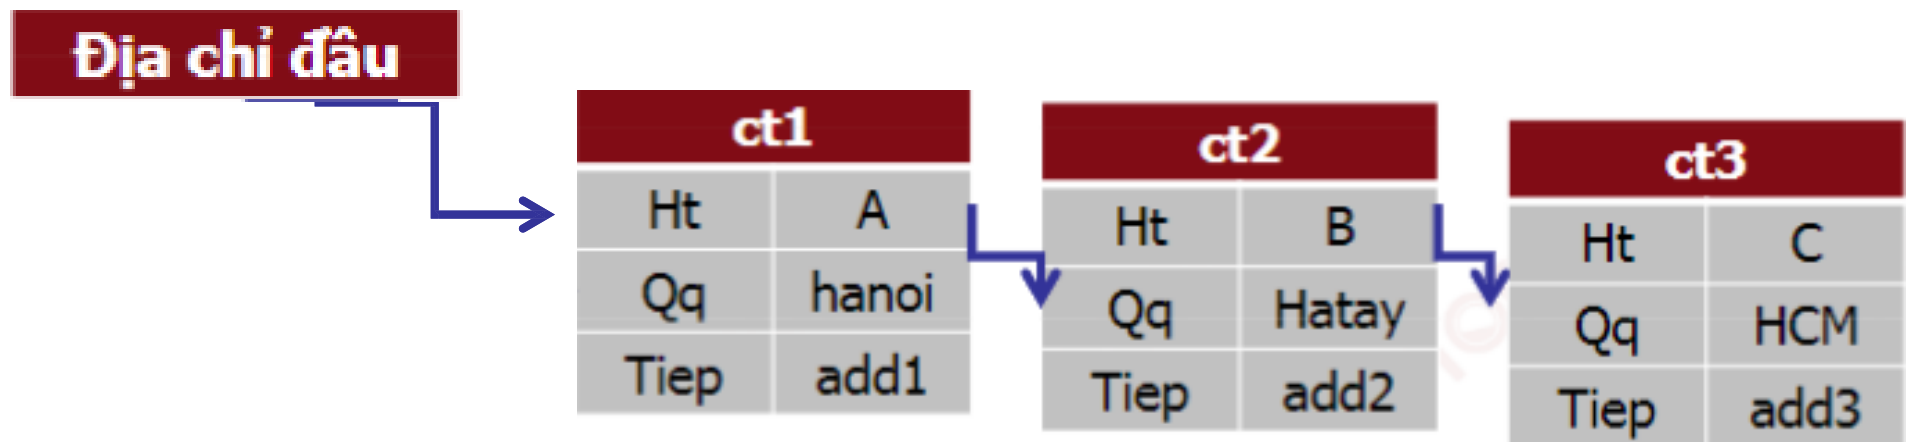 Địa chỉ đầu
ct1
Ht A
Qq hanoi
Tiep add1
ct2
Ht B
Qq Hatay
Tiep add2
ct3
Ht C
Qq HCM
Tiep add3